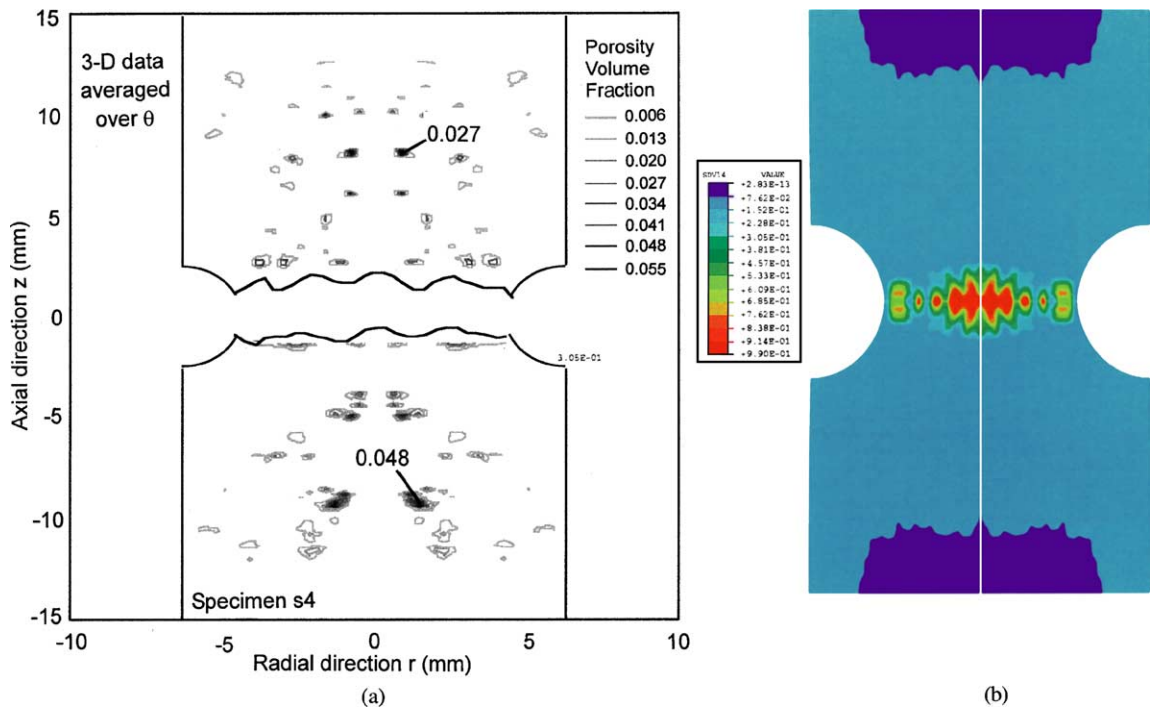 15
10
5
0
-5
-10
-15
Axial direction z (mm)
3-D data
averaged
over θ
0.027
Porosity
Volume
Fraction
0.006
0.013
0.020
0.027
0.034
0.041
0.048
0.055
3.05E-01
0.048
Specimen s4
-10
-5
0
5
10
Radial direction r (mm)
(a)
SDV14 VALUE
+2.83E-13
+7.62E-02
+1.52E-01
+2.28E-01
+3.05E-01
+3.81E-01
+4.57E-01
+5.33E-01
+6.09E-01
+6.85E-01
+7.62E-01
+8.38E-01
+9.14E-01
+9.90E-01
(b)